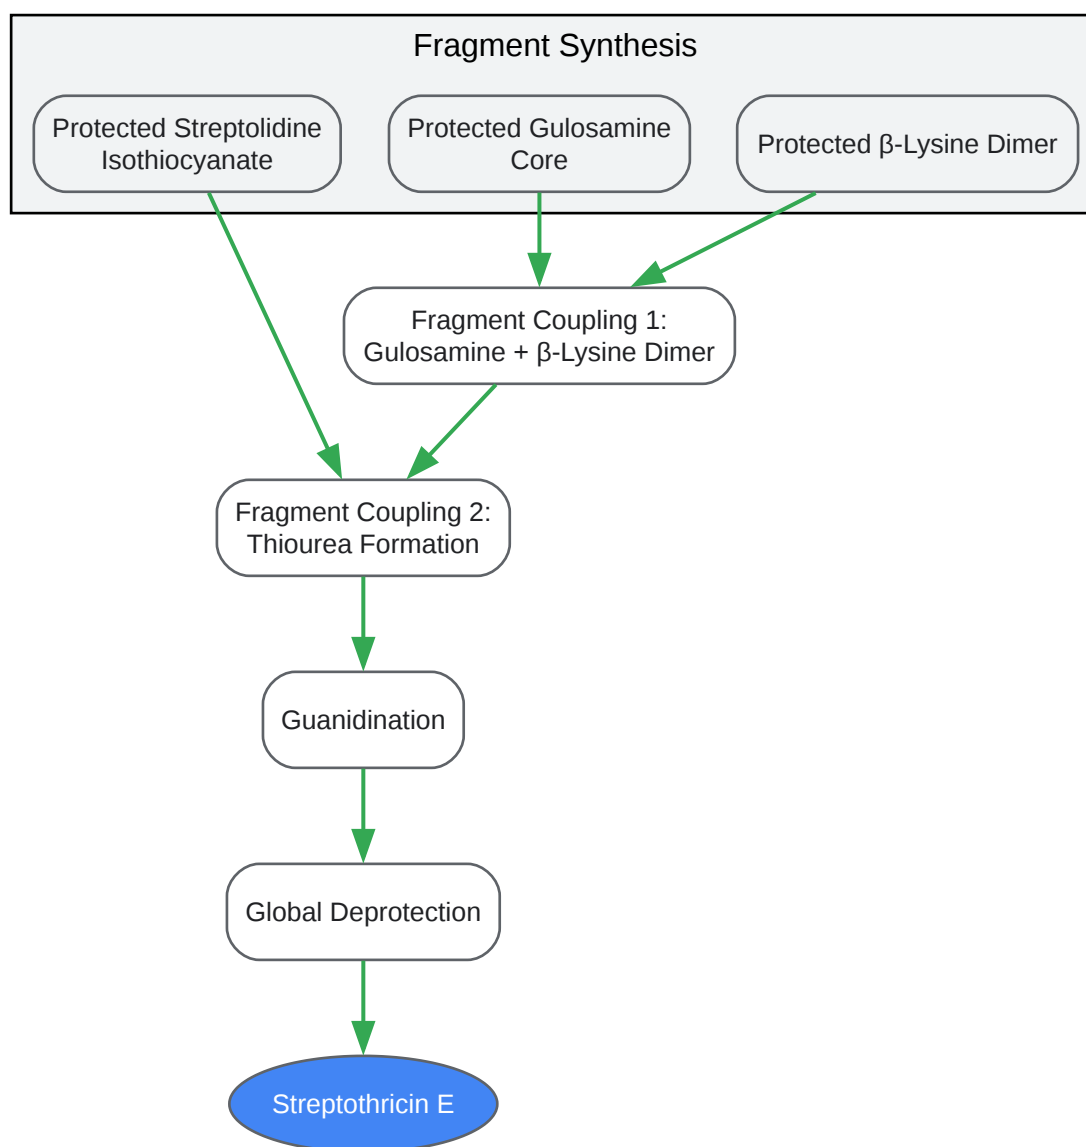 Fragment Synthesis
Protected Streptolidine
Isothiocyanate
Protected Gulosamine
Core
Protected β-Lysine Dimer
Fragment Coupling 1:
Gulosamine + β-Lysine Dimer
Fragment Coupling 2:
Thiourea Formation
Guanidination
Global Deprotection
Streptothricin E